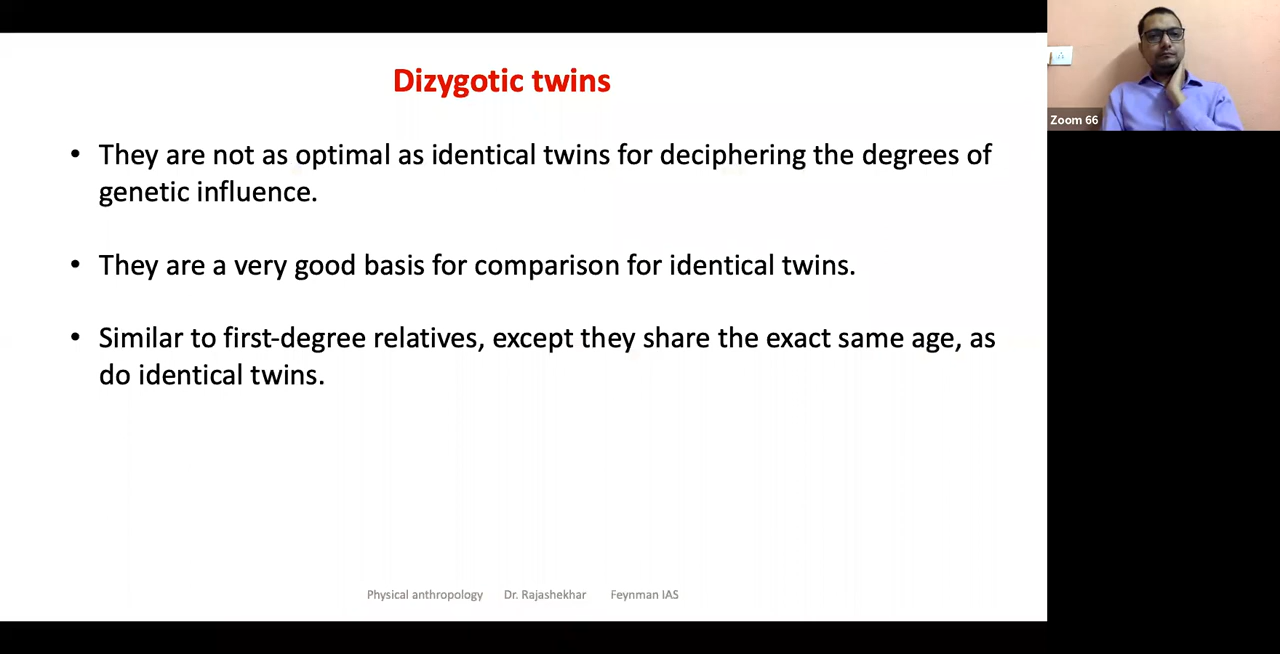 Dizygotic twins
• They are not as optimal as identical twins for deciphering the degrees of
genetic influence.
• They are a very good basis for comparison for identical twins.
• Similar to first-degree relatives, except they share the exact same age, as
do identical twins.
Physical anthropology Dr. Rajashekhar Feynman IAS
Zoom 66